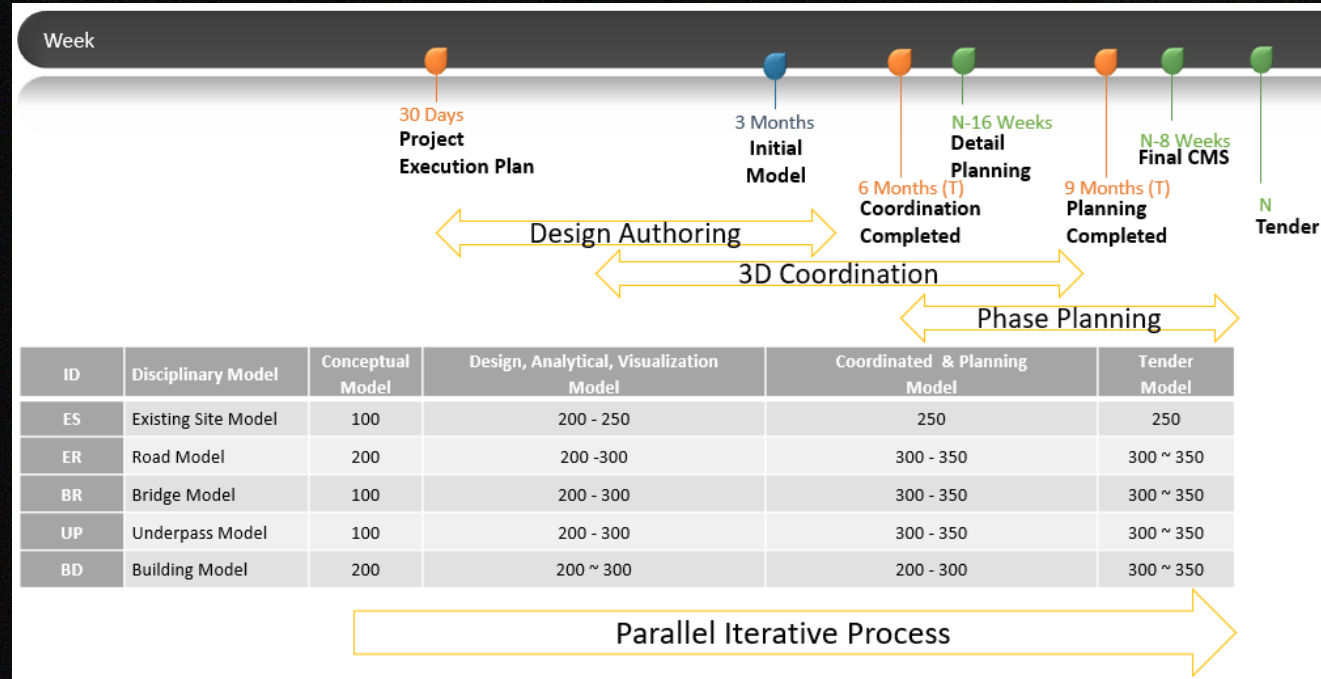 Week
30 Days
Project
Execution Plan
3 Months
Initial
Model
6 Months (T)
Coordination
Completed
N-16 Weeks
Detail
Planning
9 Months (T)
Planning
Completed
N-8 Weeks
Final CMS
N
Tender
Design Authoring
3D Coordination
Phase Planning
ID Disciplinary Model Conceptual Model Design, Analytical, Visualization Model Coordinated & Planning Model Tender Model
ES Existing Site Model 100 200 - 250 250 250
ER Road Model 200 200 -300 300 - 350 300 ~ 350
BR Bridge Model 100 200 - 300 300 - 350 300 ~ 350
UP Underpass Model 100 200 - 300 300 - 350 300 ~ 350
BD Building Model 200 200 ~ 300 200 - 300 300 ~ 350
Parallel Iterative Process